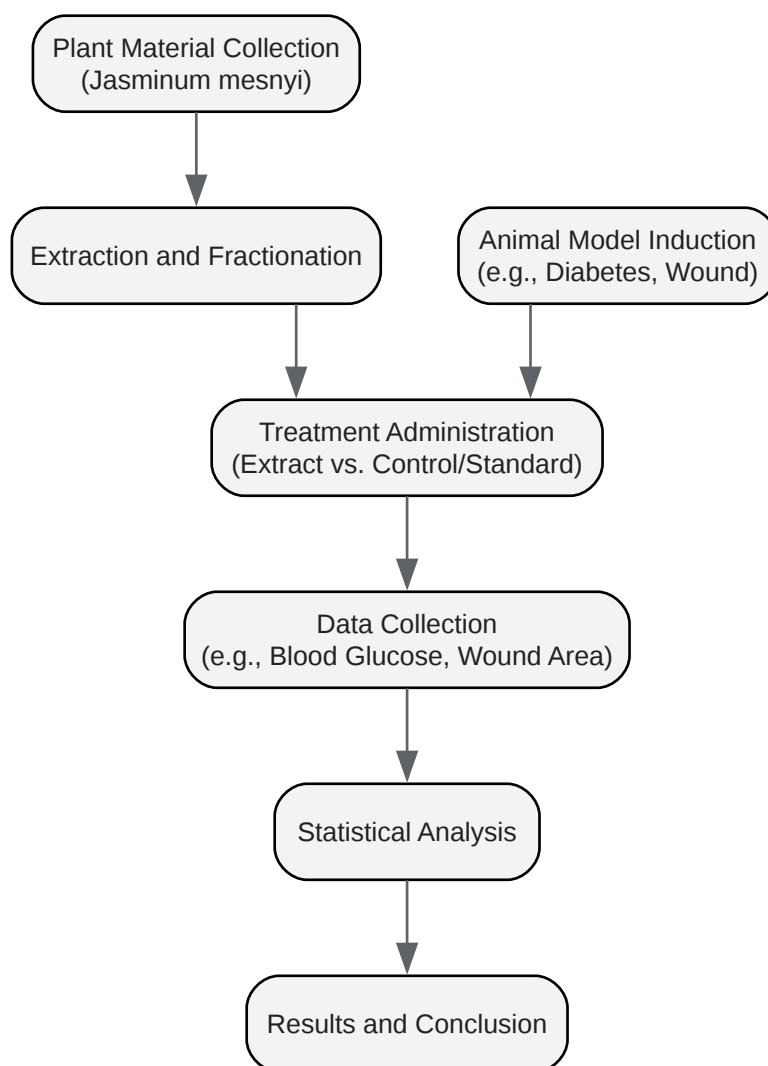 Plant Material Collection
(Jasminum mesnyi)
Extraction and Fractionation
Animal Model Induction
(e.g., Diabetes, Wound)
Treatment Administration
(Extract vs. Control/Standard)
Data Collection
(e.g., Blood Glucose, Wound Area)
Statistical Analysis
Results and Conclusion